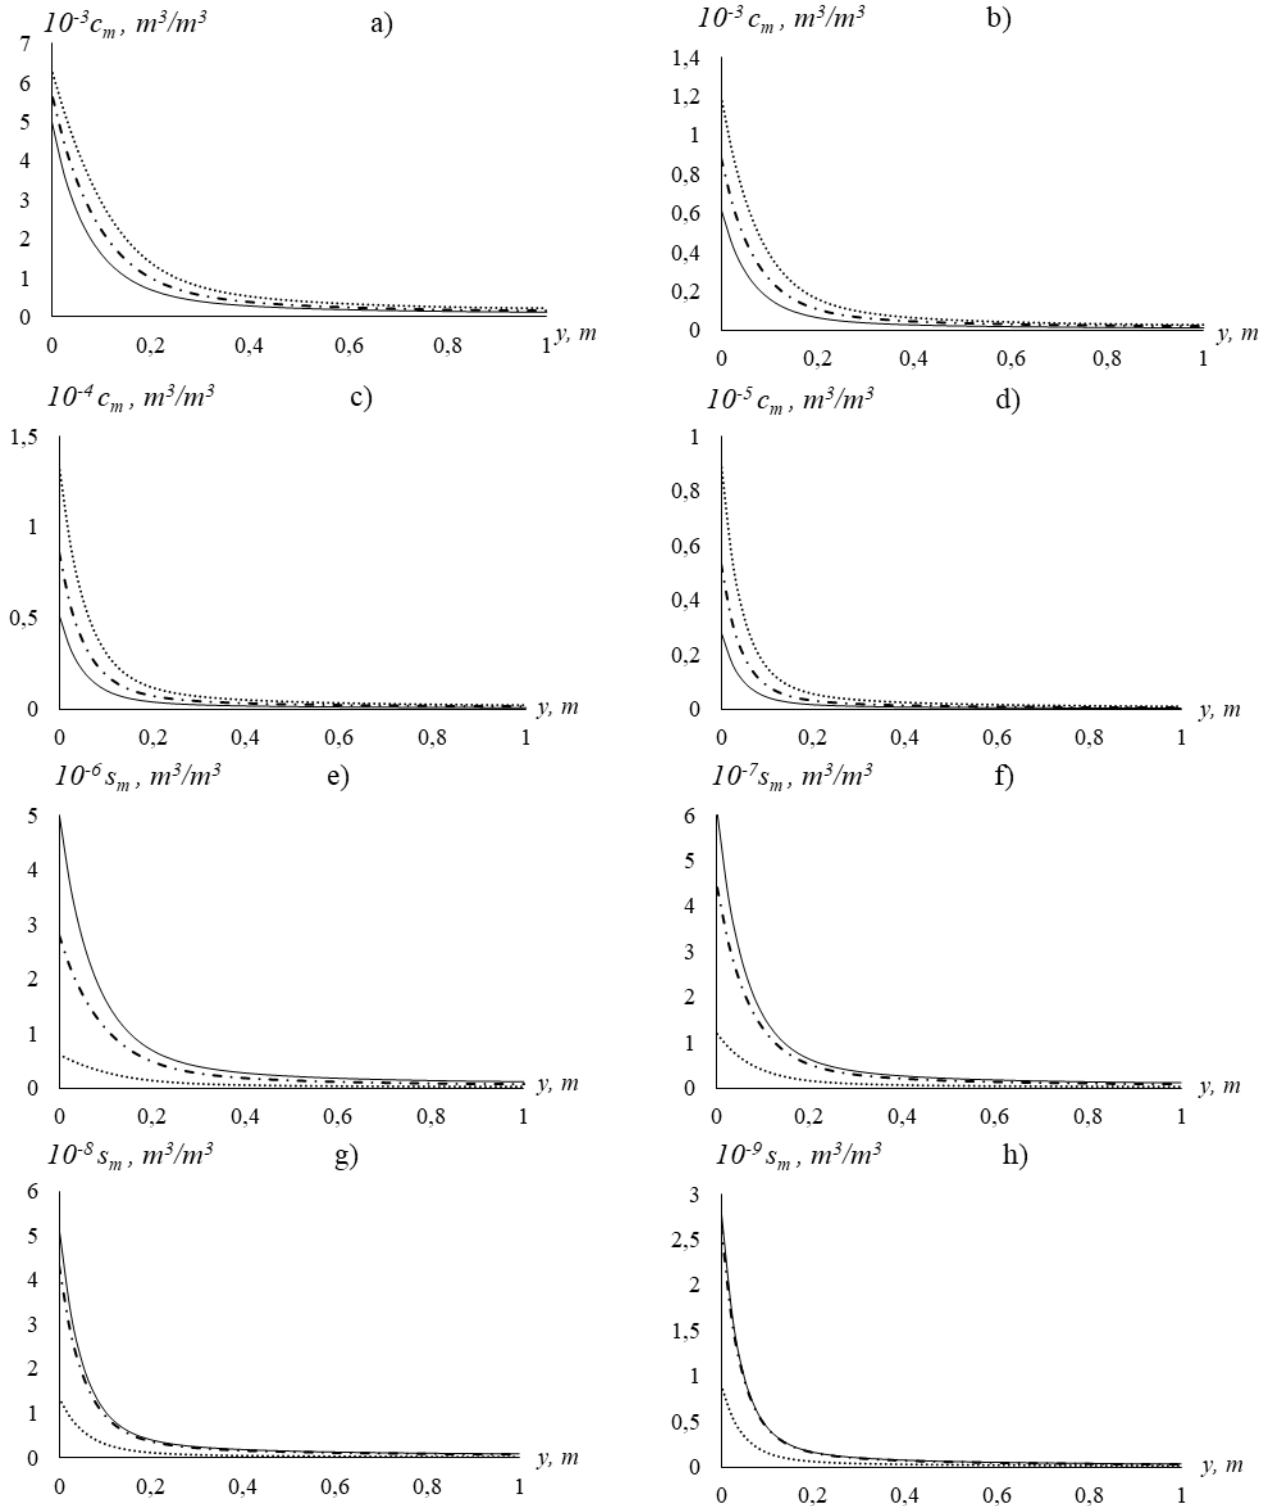 10⁻³ cₘ , m³/m³ a)
7
6
5
4
3
2
1
0
0 0,2 0,4 0,6 0,8 1
y, m
10⁻³ cₘ , m³/m³ b)
1,4
1,2
1
0,8
0,6
0,4
0,2
0
0 0,2 0,4 0,6 0,8 1
y, m
10⁻⁴ cₘ , m³/m³ c)
1,5
1
0,5
0
0 0,2 0,4 0,6 0,8 1
y, m
10⁻⁵ cₘ , m³/m³ d)
1
0,8
0,6
0,4
0,2
0
0 0,2 0,4 0,6 0,8 1
y, m
10⁻⁶ sₘ , m³/m³ e)
5
4
3
2
1
0
0 0,2 0,4 0,6 0,8 1
y, m
10⁻⁷ sₘ , m³/m³ f)
6
5
4
3
2
1
0
0 0,2 0,4 0,6 0,8 1
y, m
10⁻⁸ sₘ , m³/m³ g)
6
5
4
3
2
1
0
0 0,2 0,4 0,6 0,8 1
y, m
10⁻⁹ sₘ , m³/m³ h)
3
2,5
2
1,5
1
0,5
0
0 0,2 0,4 0,6 0,8 1
y, m